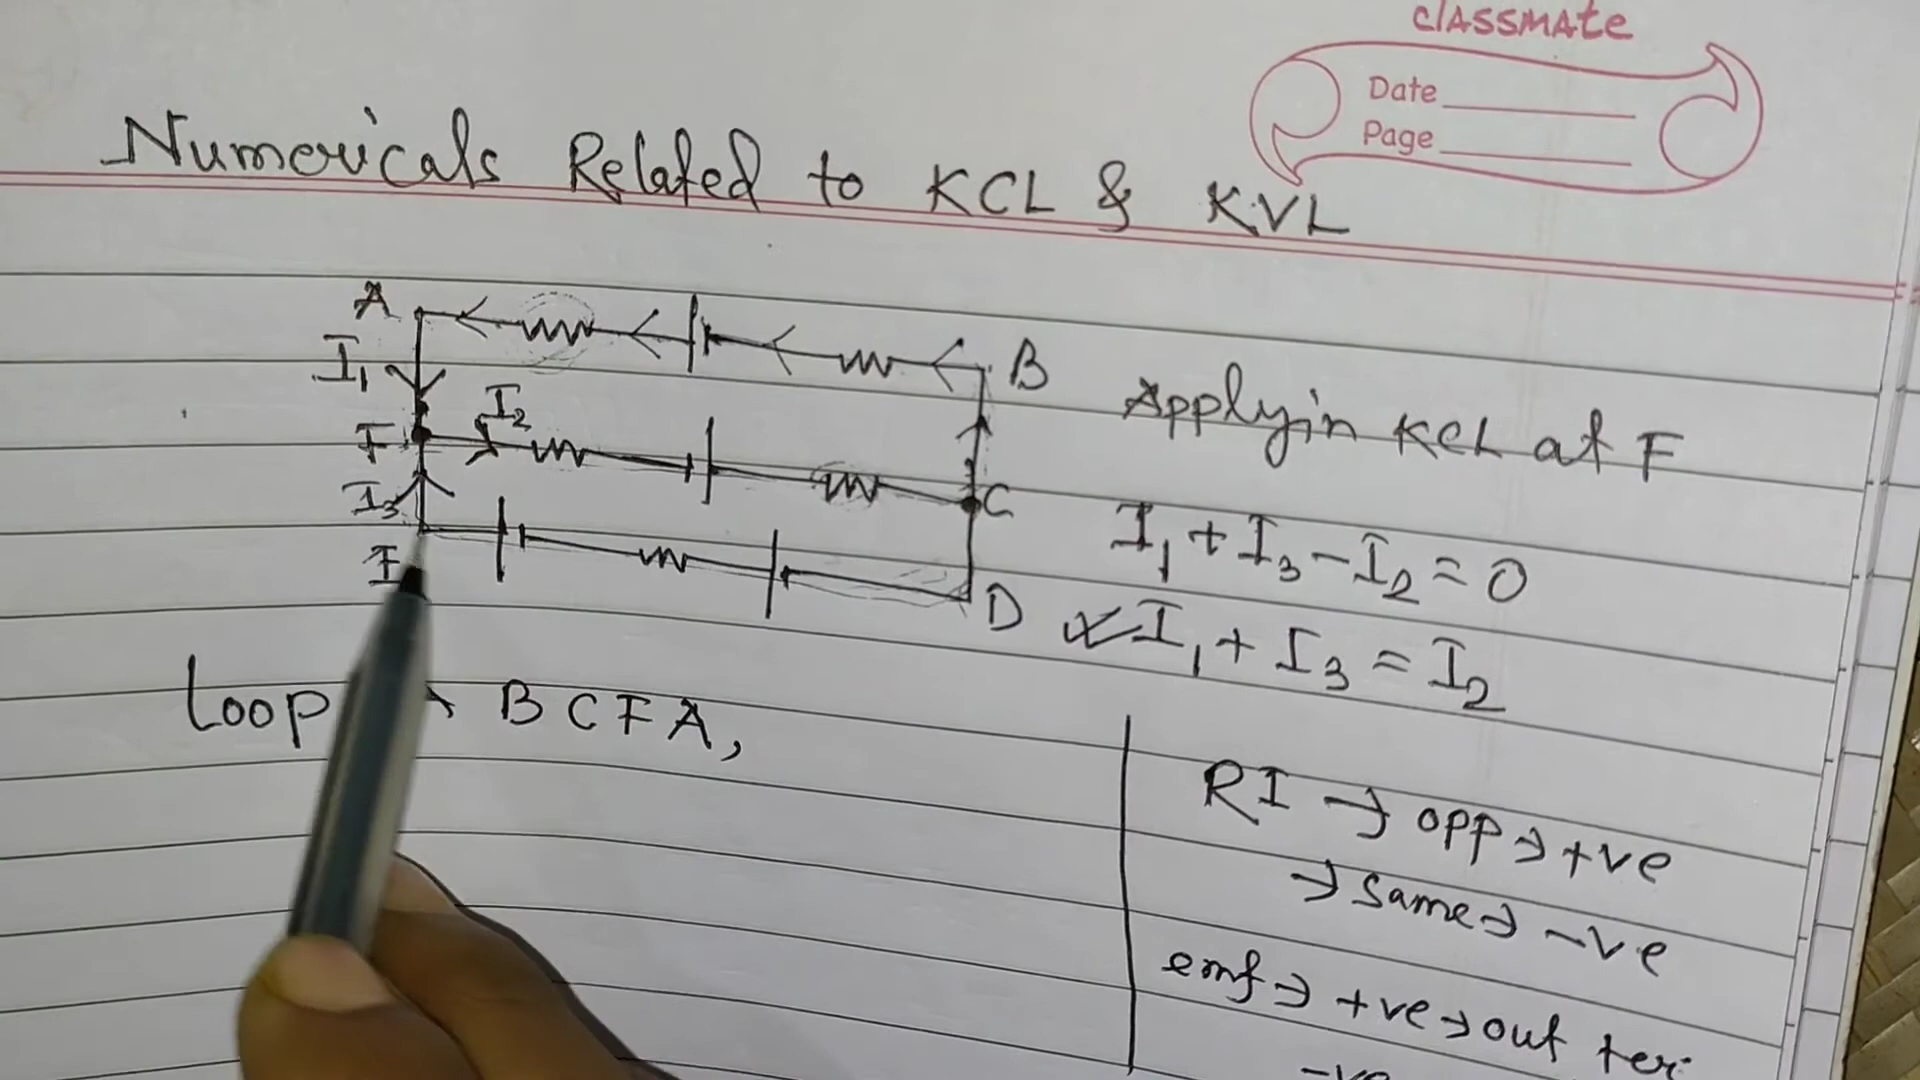 classmate
Date
Page
Numericals Related to KCL & KVL
A
I₁
B
I₂
F
I₃
C
D
Applyin KCL at F
I₁ + I₃ - I₂ = 0
I₁ + I₃ = I₂
Loop BCFA,
RI → opp → +ve
→ same → -ve
emf → +ve → out ter
-ve